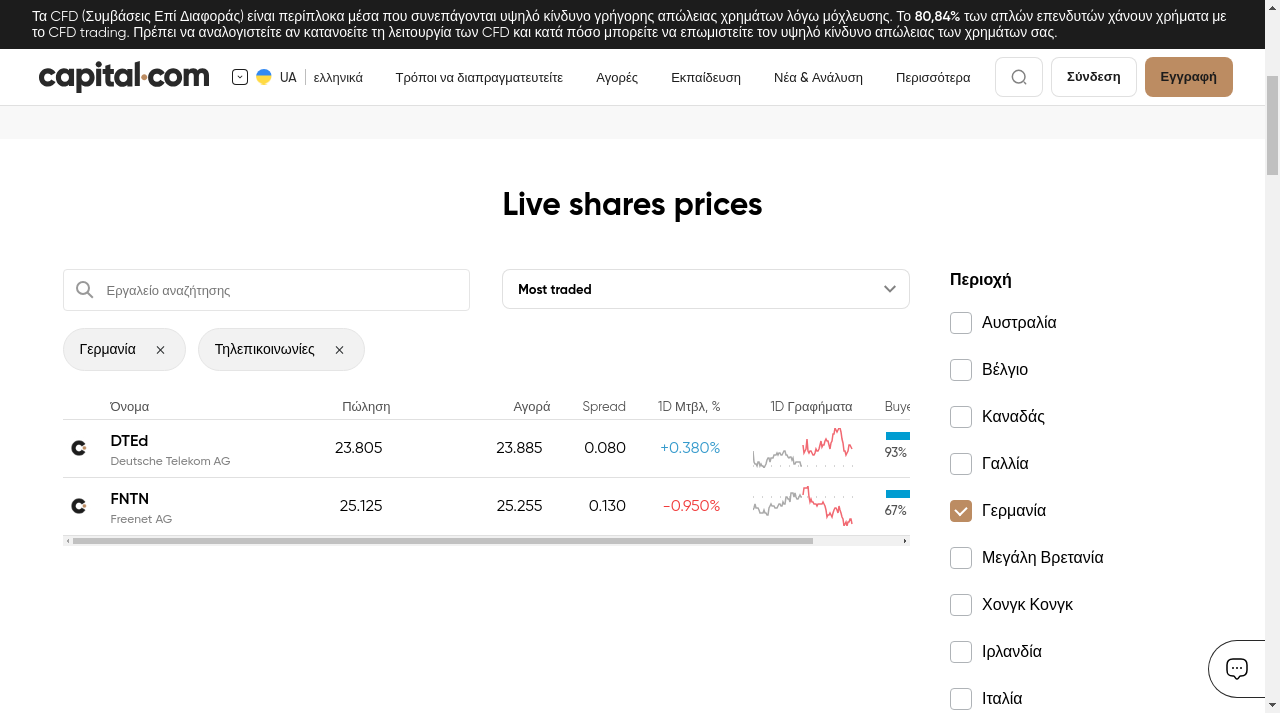 Τα CFD (Συμβάσεις Επί Διαφοράς) είναι περίπλοκα μέσα που συνεπάγονται υψηλό κίνδυνο γρήγορης απώλειας χρημάτων λόγω μόχλευσης. Το 80,84% των απλών επενδυτών χάνουν χρήματα με
το CFD trading. Πρέπει να αναλογιστείτε αν κατανοείτε τη λειτουργία των CFD και κατά πόσο μπορείτε να επωμιστείτε τον υψηλό κίνδυνο απώλειας των χρημάτων σας.
capital.com UA ελληνικά Τρόποι να διαπραγματευτείτε Αγορές Εκπαίδευση Νέα & Ανάλυση Περισσότερα Σύνδεση Εγγραφή
Live shares prices
Εργαλείο αναζήτησης
Most traded
Γερμανία Τηλεπικοινωνίες
Όνομα Πώληση Αγορά Spread 1D Μτβλ, % 1D Γραφήματα Buye
DTEd 23.805 23.885 0.080 +0.380% 93%
Deutsche Telekom AG
FNTN 25.125 25.255 0.130 -0.950% 67%
Freenet AG
Περιοχή
Αυστραλία
Βέλγιο
Καναδάς
Γαλλία
Γερμανία
Μεγάλη Βρετανία
Χονγκ Κονγκ
Ιρλανδία
Ιταλία